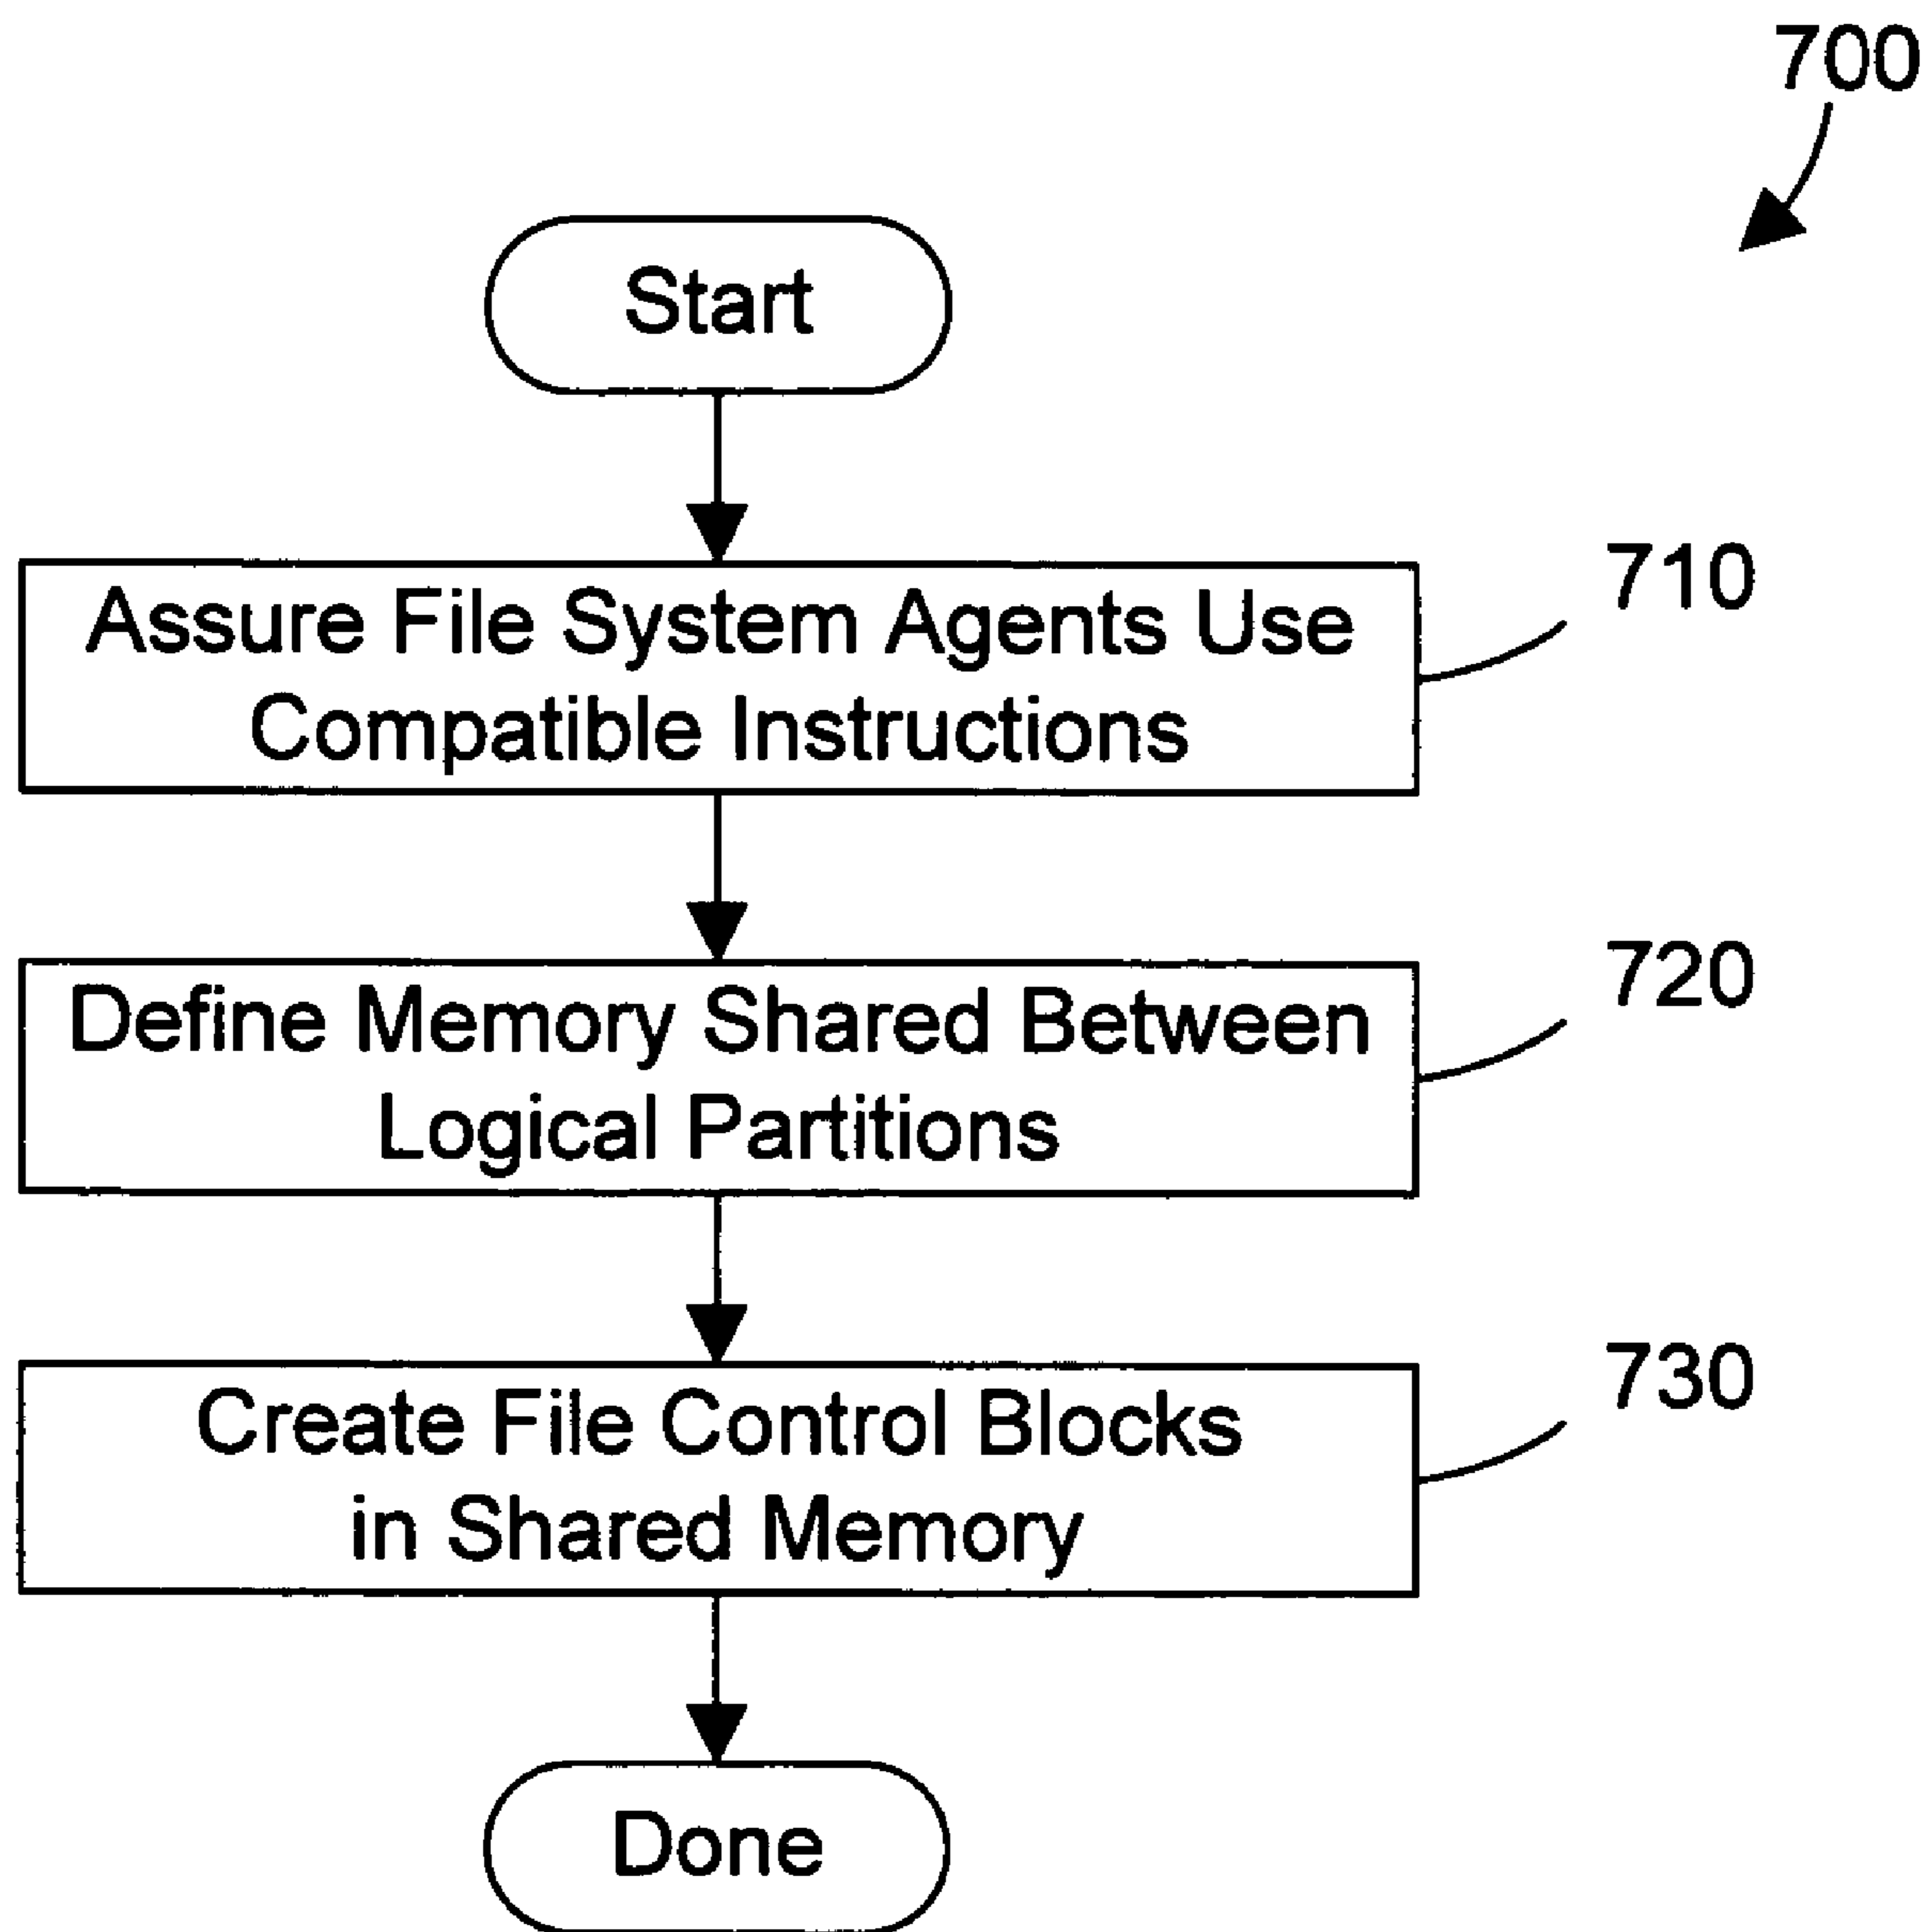 700
Start
Assure File System Agents Use
Compatible Instructions
710
Define Memory Shared Between
Logical Partitions
720
Create File Control Blocks
in Shared Memory
730
Done